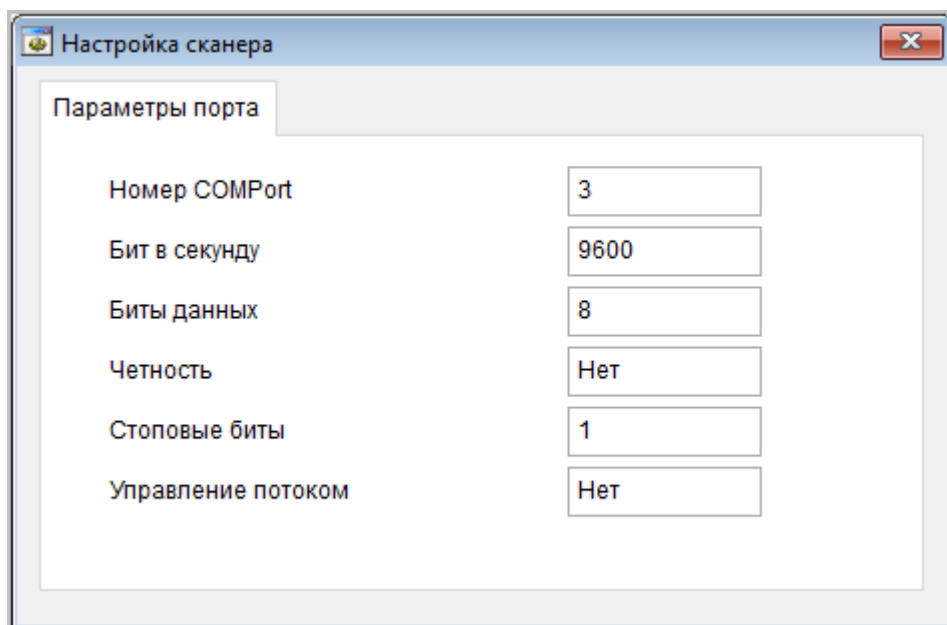 Настройка сканера
Параметры порта
Номер COMPort 3
Бит в секунду 9600
Биты данных 8
Четность Нет
Стоповые биты 1
Управление потоком Нет